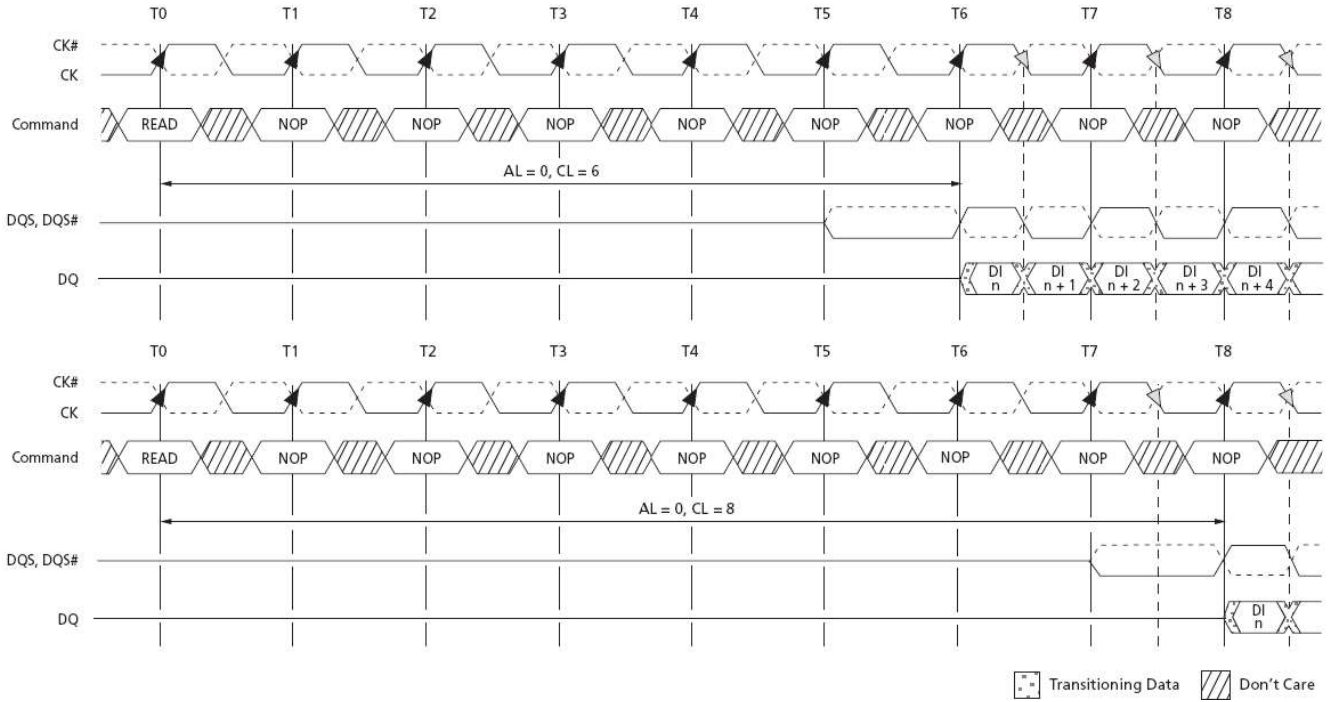 T0 T1 T2 T3 T4 T5 T6 T7 T8
CK#
CK
Command READ NOP NOP NOP NOP NOP NOP NOP NOP
AL = 0, CL = 6
DQS, DQS#
DQ DI n DI n + 1 DI n + 2 DI n + 3 DI n + 4
T0 T1 T2 T3 T4 T5 T6 T7 T8
CK#
CK
Command READ NOP NOP NOP NOP NOP NOP NOP NOP
AL = 0, CL = 8
DQS, DQS#
DQ DI n
Transitioning Data Don't Care